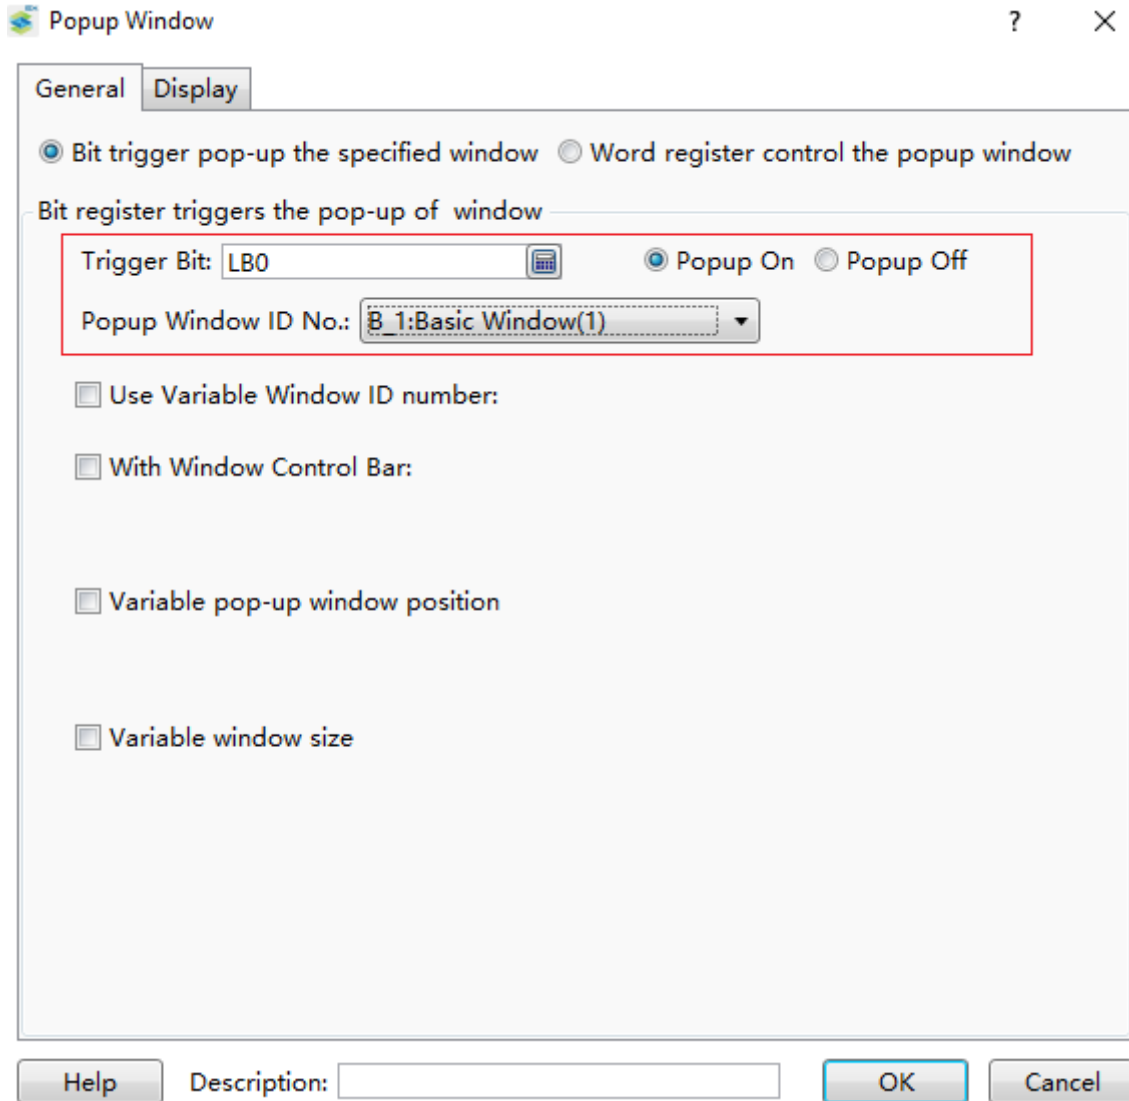 Popup Window
General Display
Bit trigger pop-up the specified window Word register control the popup window
Bit register triggers the pop-up of window
Trigger Bit: LB0 Popup On Popup Off
Popup Window ID No.: B_1:Basic Window(1)
Use Variable Window ID number:
With Window Control Bar:
Variable pop-up window position
Variable window size
Help Description: OK Cancel